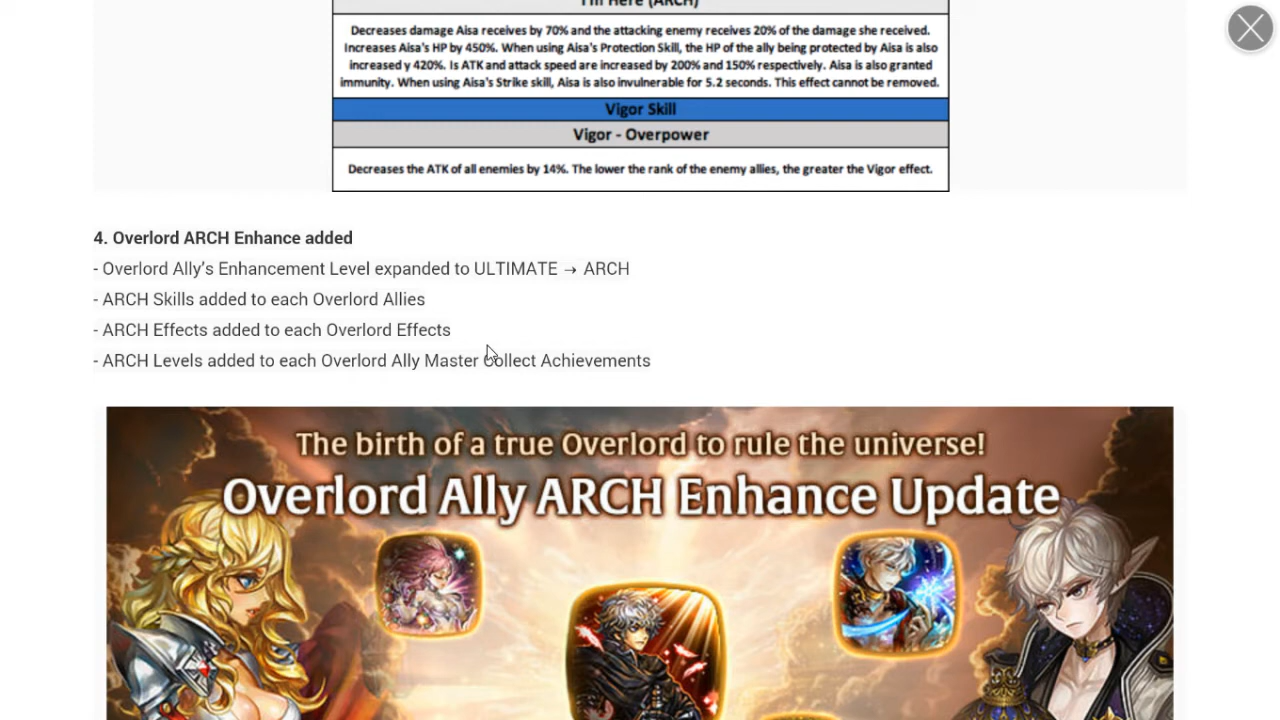 I'm Here (ARCH)
Decreases damage Aisa receives by 70% and the attacking enemy receives 20% of the damage she received.
Increases Aisa's HP by 450%. When using Aisa's Protection Skill, the HP of the ally being protected by Aisa is also
increased y 420%. Is ATK and attack speed are increased by 200% and 150% respectively. Aisa is also granted
immunity. When using Aisa's Strike skill, Aisa is also invulnerable for 5.2 seconds. This effect cannot be removed.
Vigor Skill
Vigor - Overpower
Decreases the ATK of all enemies by 14%. The lower the rank of the enemy allies, the greater the Vigor effect.
4. Overlord ARCH Enhance added
- Overlord Ally's Enhancement Level expanded to ULTIMATE → ARCH
- ARCH Skills added to each Overlord Allies
- ARCH Effects added to each Overlord Effects
- ARCH Levels added to each Overlord Ally Master Collect Achievements
The birth of a true Overlord to rule the universe!
Overlord Ally ARCH Enhance Update